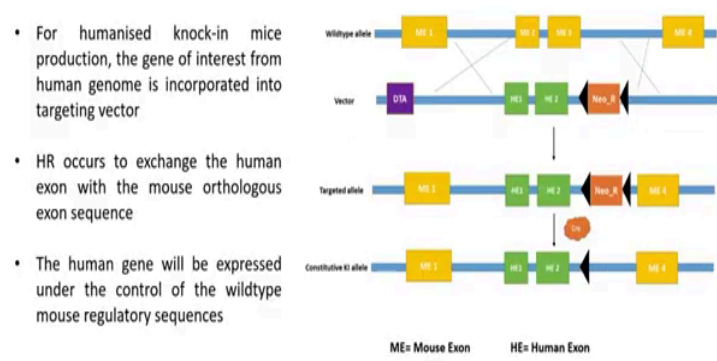 • For humanised knock-in mice
production, the gene of interest from
human genome is incorporated into
targeting vector
• HR occurs to exchange the human
exon with the mouse orthologous
exon sequence
• The human gene will be expressed
under the control of the wildtype
mouse regulatory sequences
Wildtype allele ME 1 ME 2 ME 3 ME 4
Vector DTA HE1 HE 2 Neo_R
Targeted allele ME 1 HE1 HE 2 Neo_R ME 4
Cre
Constitutive KI allele ME 1 HE1 HE 2 ME 4
ME= Mouse Exon HE= Human Exon